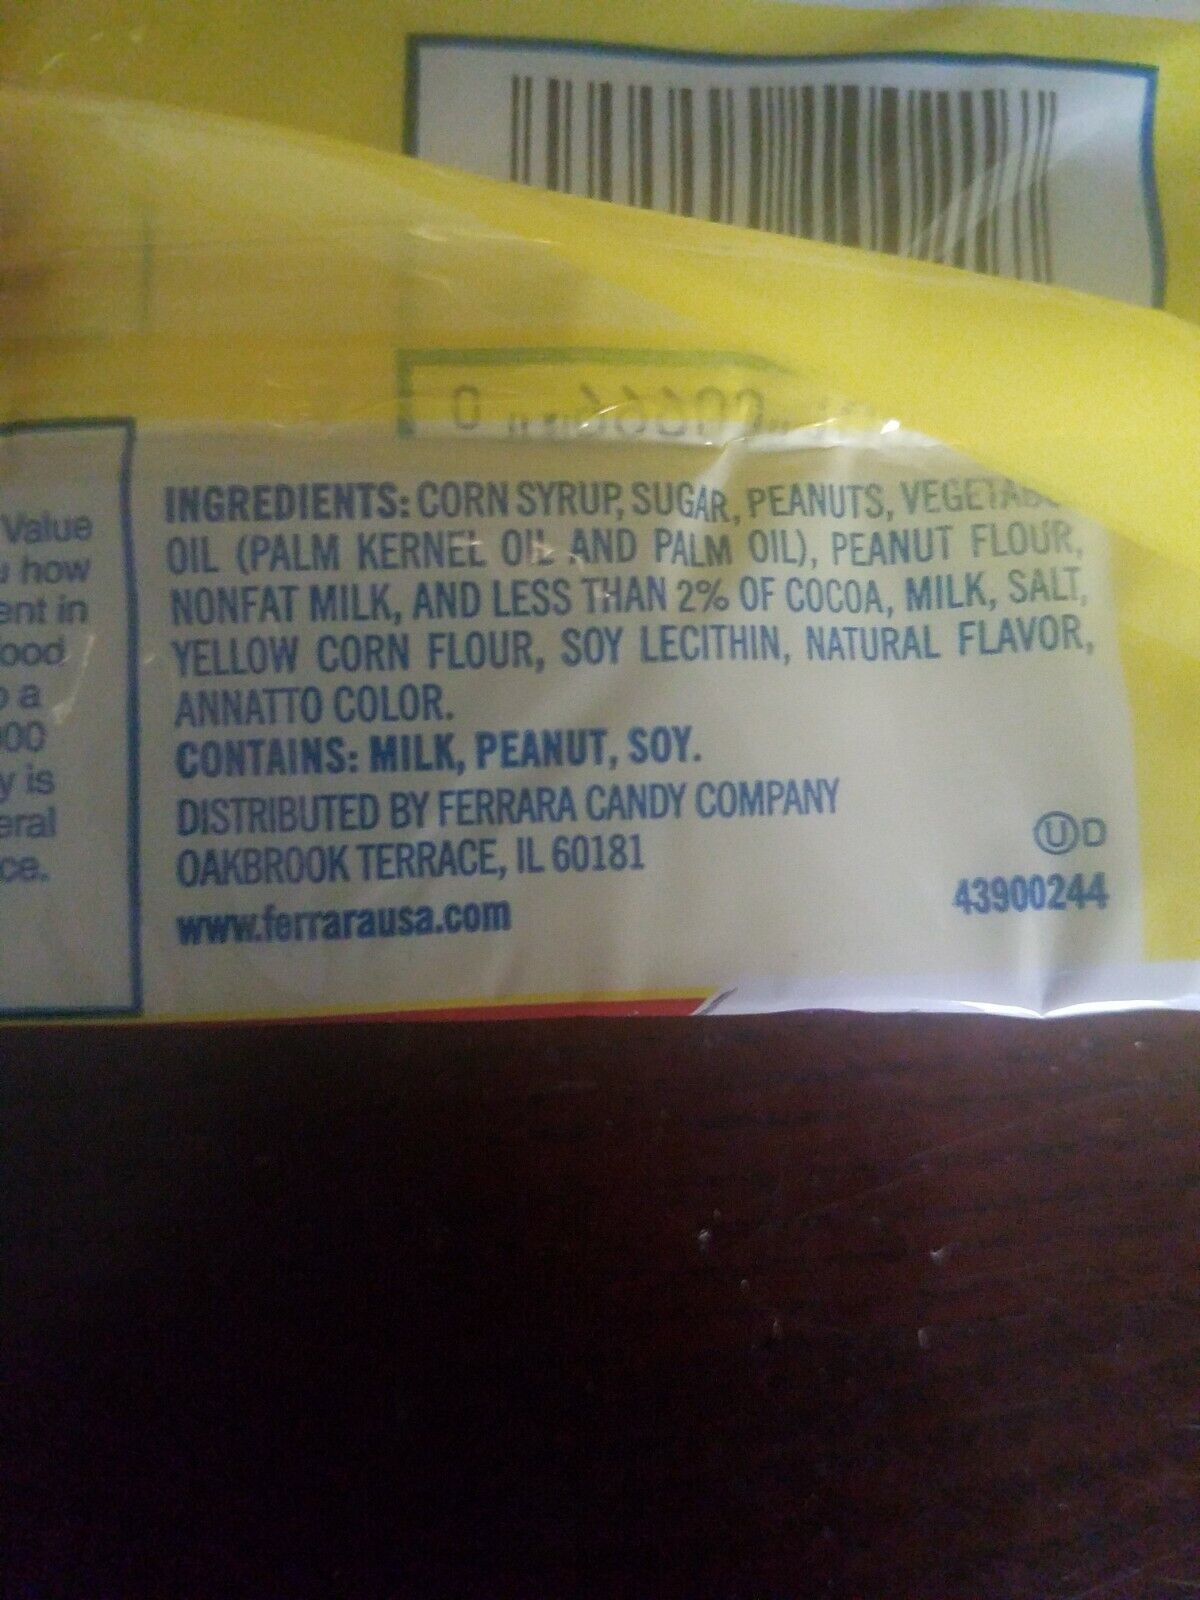 Value
how
ent in
ood
o a
00
y is
eral
ce.
INGREDIENTS: CORN SYRUP, SUGAR, PEANUTS,
OIL (PALM KERNEL OIL AND PALM OIL), PEANUT FLOUR,
NONFAT MILK, AND LESS THAN 2% OF COCOA, MILK, SALT,
YELLOW CORN FLOUR, SOY LECITHIN, NATURAL FLAVOR,
ANNATTO COLOR.
CONTAINS: MILK, PEANUT, SOY.
DISTRIBUTED BY FERRARA CANDY COMPANY
OAKBROOK TERRACE, IL 60181
www.ferrarausa.com
Ⓤ D
43900244